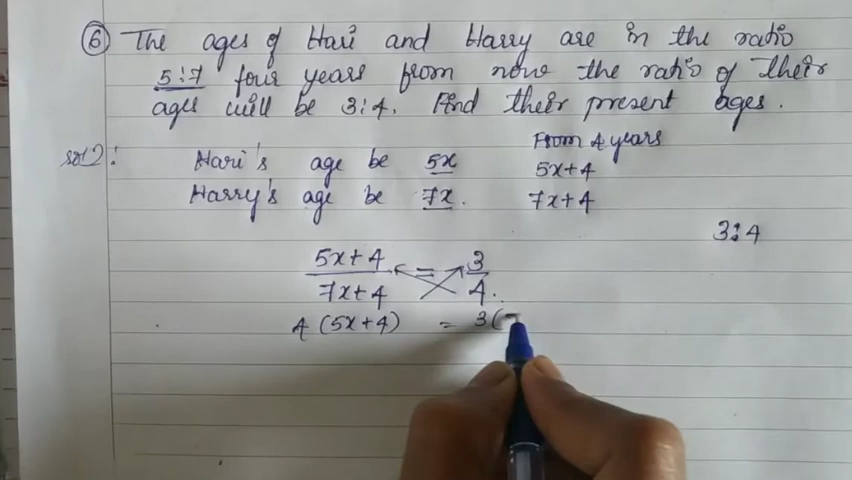 ⑥ The ages of Hari and Harry are in the ratio
5:7 four years from now the ratio of their
ages will be 3:4. Find their present ages.
From 4 years
Sol?:
Hari's age be 5x 5x+4
Harry's age be 7x. 7x+4
3:4
5x+4 = 3
7x+4 4.
4(5x+4) = 3(